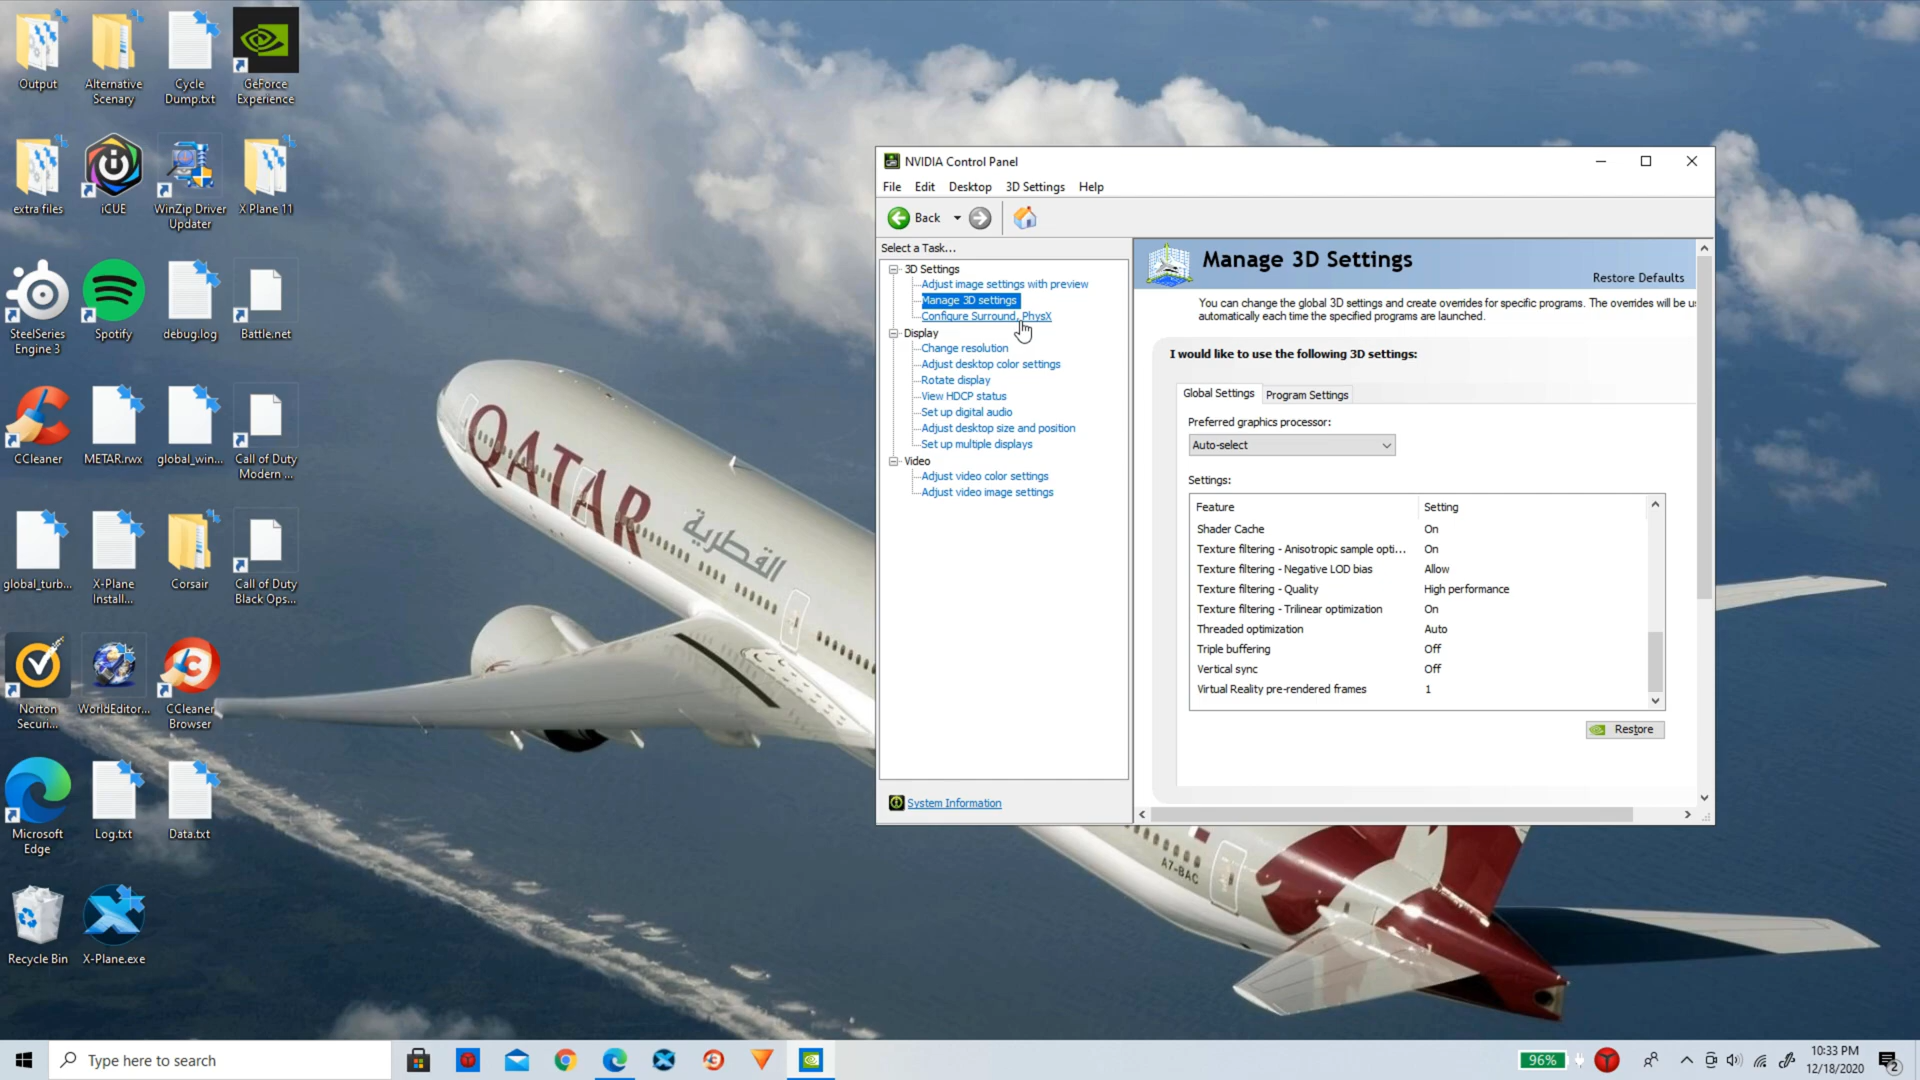 Output
Alternative
Scenary
Cycle
Dump.txt
GeForce
Experience
extra files
iCUE
WinZip Driver
Updater
X Plane 11
SteelSeries
Engine 3
Spotify
debug.log
Battle.net
CCleaner
METAR.rwx
global_win...
Call of Duty
Modern ...
global_turb...
X-Plane
Install...
Corsair
Call of Duty
Black Ops...
Norton
Securi...
WorldEditor...
CCleaner
Browser
Microsoft
Edge
Log.txt
Data.txt
Recycle Bin
X-Plane.exe
QATAR
القطرية
A7-BAC
NVIDIA Control Panel
File
Edit
Desktop
3D Settings
Help
Back
Select a Task...
3D Settings
Adjust image settings with preview
Manage 3D settings
Configure Surround, PhysX
Display
Change resolution
Adjust desktop color settings
Rotate display
View HDCP status
Set up digital audio
Adjust desktop size and position
Set up multiple displays
Video
Adjust video color settings
Adjust video image settings
System Information
Manage 3D Settings
Restore Defaults
You can change the global 3D settings and create overrides for specific programs. The overrides will be us
automatically each time the specified programs are launched.
I would like to use the following 3D settings:
Global Settings
Program Settings
Preferred graphics processor:
Auto-select
Settings:
Feature Setting
Shader Cache On
Texture filtering - Anisotropic sample opti... On
Texture filtering - Negative LOD bias Allow
Texture filtering - Quality High performance
Texture filtering - Trilinear optimization On
Threaded optimization Auto
Triple buffering Off
Vertical sync Off
Virtual Reality pre-rendered frames 1
Restore
Type here to search
96%
10:33 PM
12/18/2020
2